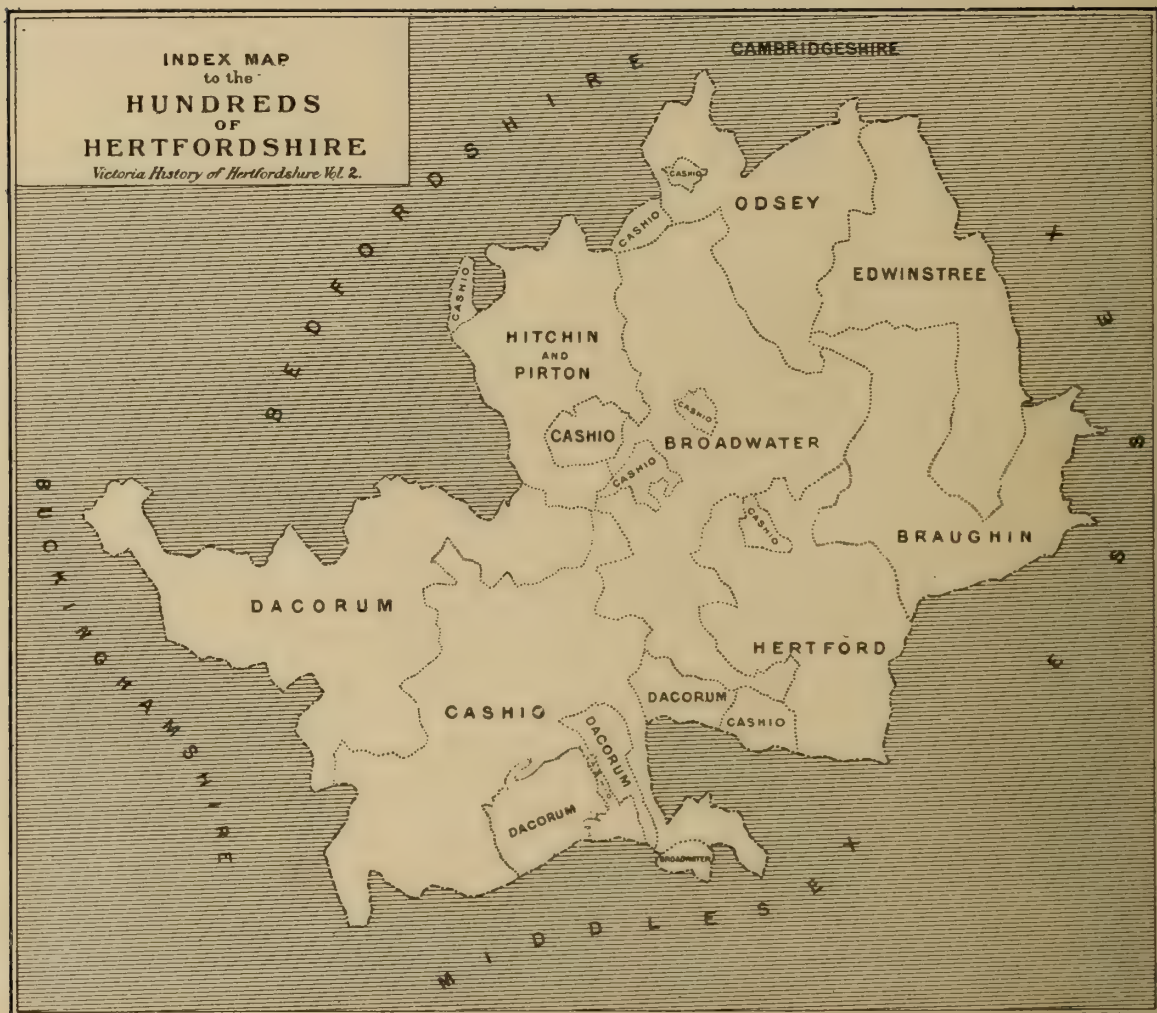 INDEX MAP
to the
HUNDREDS
OF
HERTFORDSHIRE
Victoria History of Hertfordshire Vol. 2.
CAMBRIDGESHIRE
BEDFORDSHIRE
CASHIO
ODSEY
CASHIO
EDWINSTREE
CASHIO
HITCHIN
AND
PIRTON
CASHIO
CASHIO
BROADWATER
CASHIO
CASHIO
BRAUGHIN
ESSEX
BUCKINGHAMSHIRE
DACORUM
HERTFORD
DACORUM
CASHIO
CASHIO
DACORUM
DACORUM
BROADWATER
MIDDLESEX